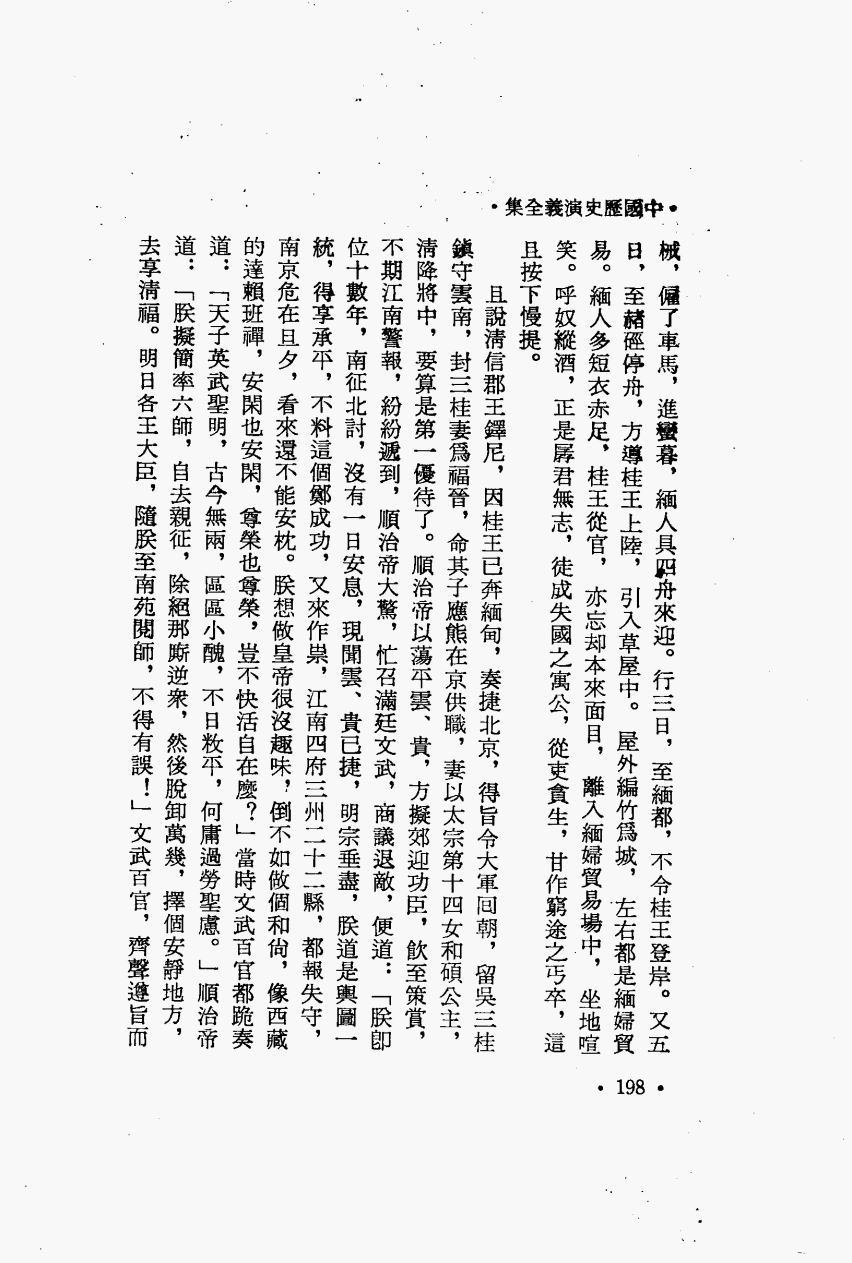 •中國歷史演義全集•
械，僱了車馬，進蠻暮，緬人具四舟來迎。行三日，至緬都，不令桂王登岸。又五
日，至赭硜停舟，方導桂王上陸，引入草屋中。屋外編竹爲城，左右都是緬婦貿
易。緬人多短衣赤足，桂王從官，亦忘却本來面目，離入緬婦貿易場中，坐地喧
笑。呼奴縱酒，正是孱君無志，徒成失國之寓公，從吏貪生，甘作窮途之丐卒，這
且按下慢提。
且說清信郡王鐸尼，因桂王已奔緬甸，奏捷北京，得旨令大軍回朝，留吳三桂
鎮守雲南，封三桂妻爲福晉，命其子應熊在京供職，妻以太宗第十四女和碩公主，
清降將中，要算是第一優待了。順治帝以蕩平雲、貴，方擬郊迎功臣，飲至策賞，
不期江南警報，紛紛遞到，順治帝大驚，忙召滿廷文武，商議退敵，便道：「朕卽
位十數年，南征北討，沒有一日安息，現聞雲、貴已捷，明宗垂盡，朕道是輿圖一
統，得享承平，不料這個鄭成功，又來作祟，江南四府三州二十二縣，都報失守，
南京危在旦夕，看來還不能安枕。朕想做皇帝很沒趣味，倒不如做個和尙，像西藏
的達賴班禪，安閑也安閑，尊榮也尊榮，豈不快活自在麼？」當時文武百官都跪奏
道：「天子英武聖明，古今無兩，區區小醜，不日敉平，何庸過勞聖慮。」順治帝
道：「朕擬簡率六師，自去親征，除絕那厮逆衆，然後脫卸萬幾，擇個安靜地方，
去享淸福。明日各王大臣，隨朕至南苑閱師，不得有誤！」文武百官，齊聲遵旨而
• 198 •